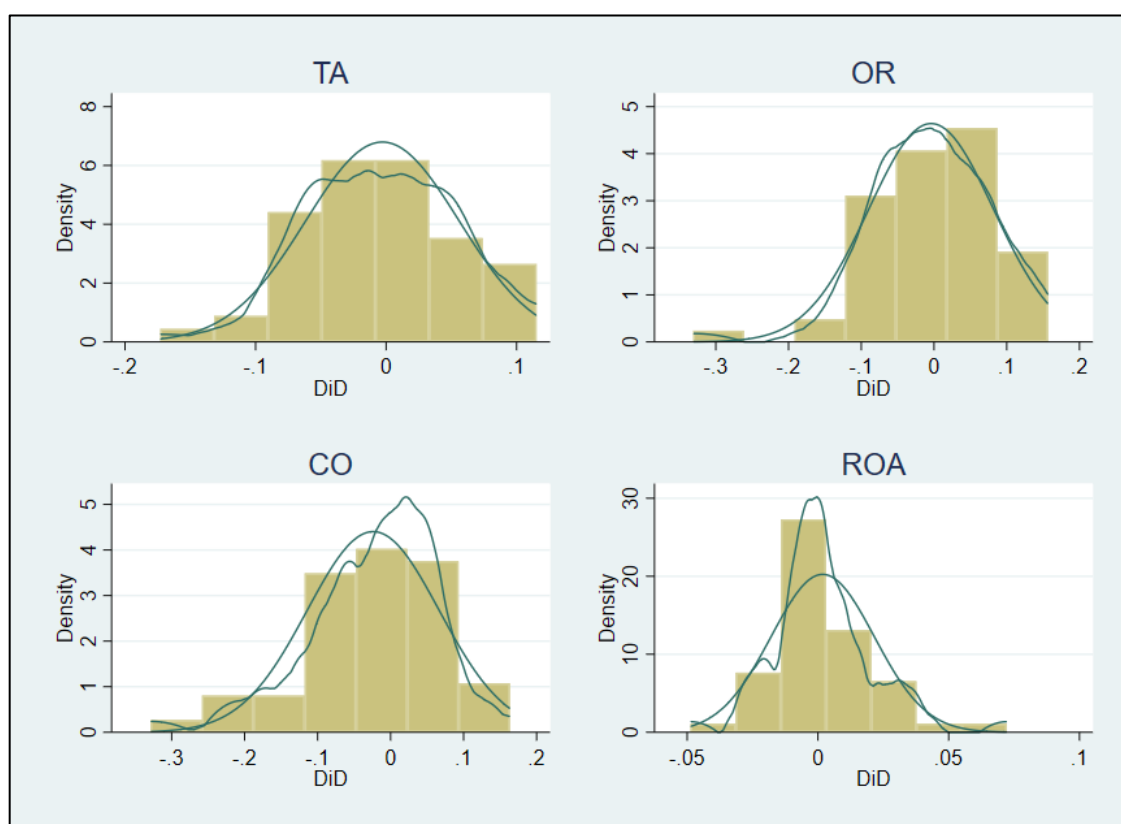 TA
Density
0 2 4 6 8
-.2 -.1 0 .1
DiD
OR
Density
0 1 2 3 4 5
-.3 -.2 -.1 0 .1 .2
DiD
CO
Density
0 1 2 3 4 5
-.3 -.2 -.1 0 .1 .2
DiD
ROA
Density
0 10 20 30
-.05 0 .05 .1
DiD